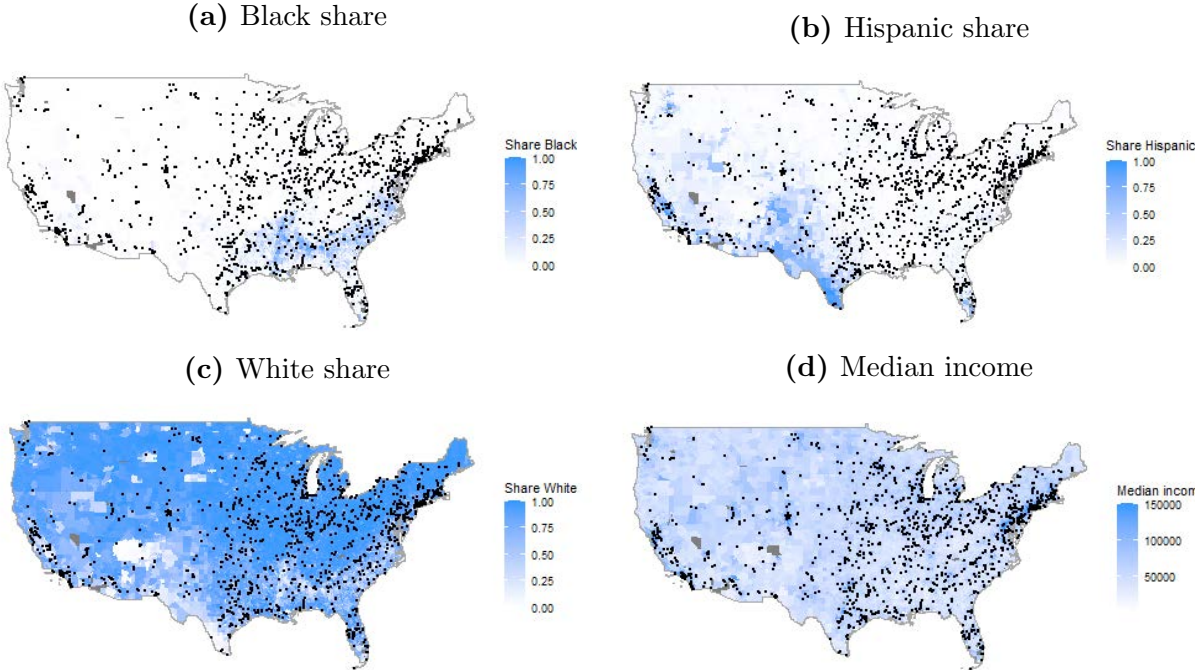 (a) Black share
(b) Hispanic share
Share Black
1.00
0.75
0.50
0.25
0.00
Share Hispanic
1.00
0.75
0.50
0.25
0.00
(c) White share
(d) Median income
Share White
1.00
0.75
0.50
0.25
0.00
Median incom
150000
100000
50000